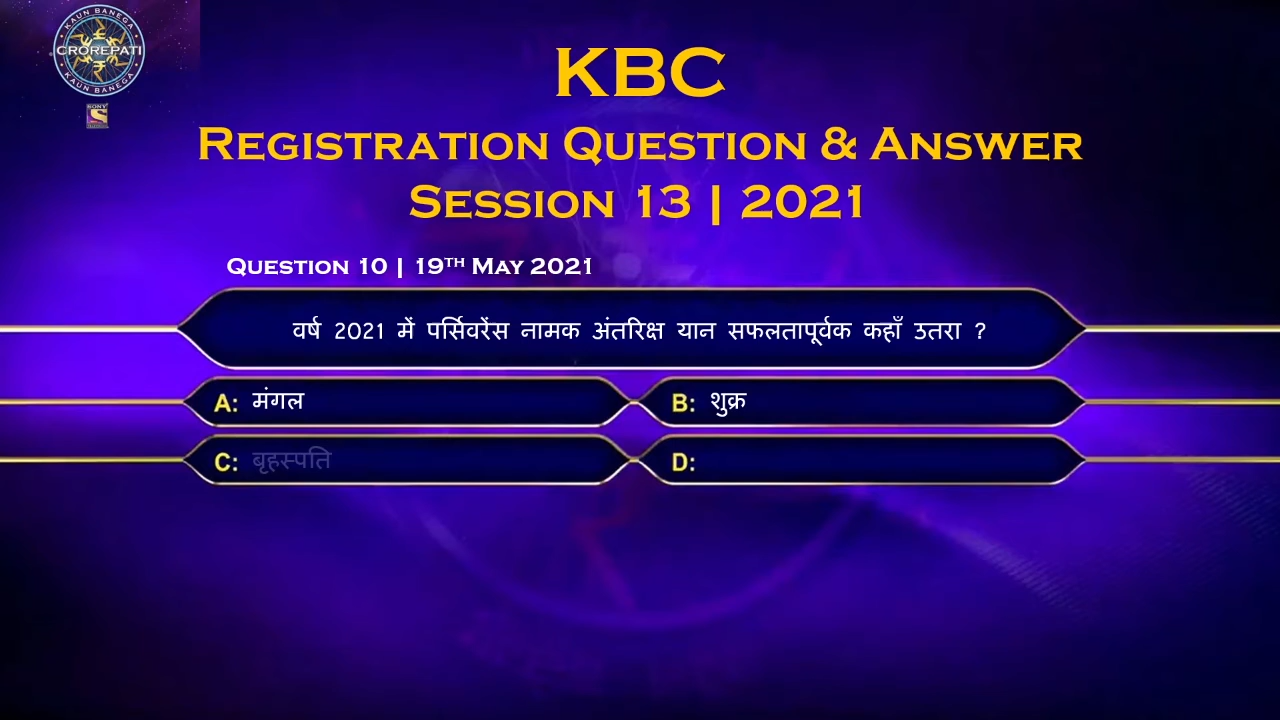 KAUN BANEGA
CROREPATI
KAUN BANEGA
SONY
KBC
Registration Question & Answer
Session 13 | 2021
Question 10 | 19th May 2021
वर्ष 2021 में पर्सिवरेंस नामक अंतरिक्ष यान सफलतापूर्वक कहाँ उतरा ?
A: मंगल
B: शुक्र
C: बृहस्पति
D: